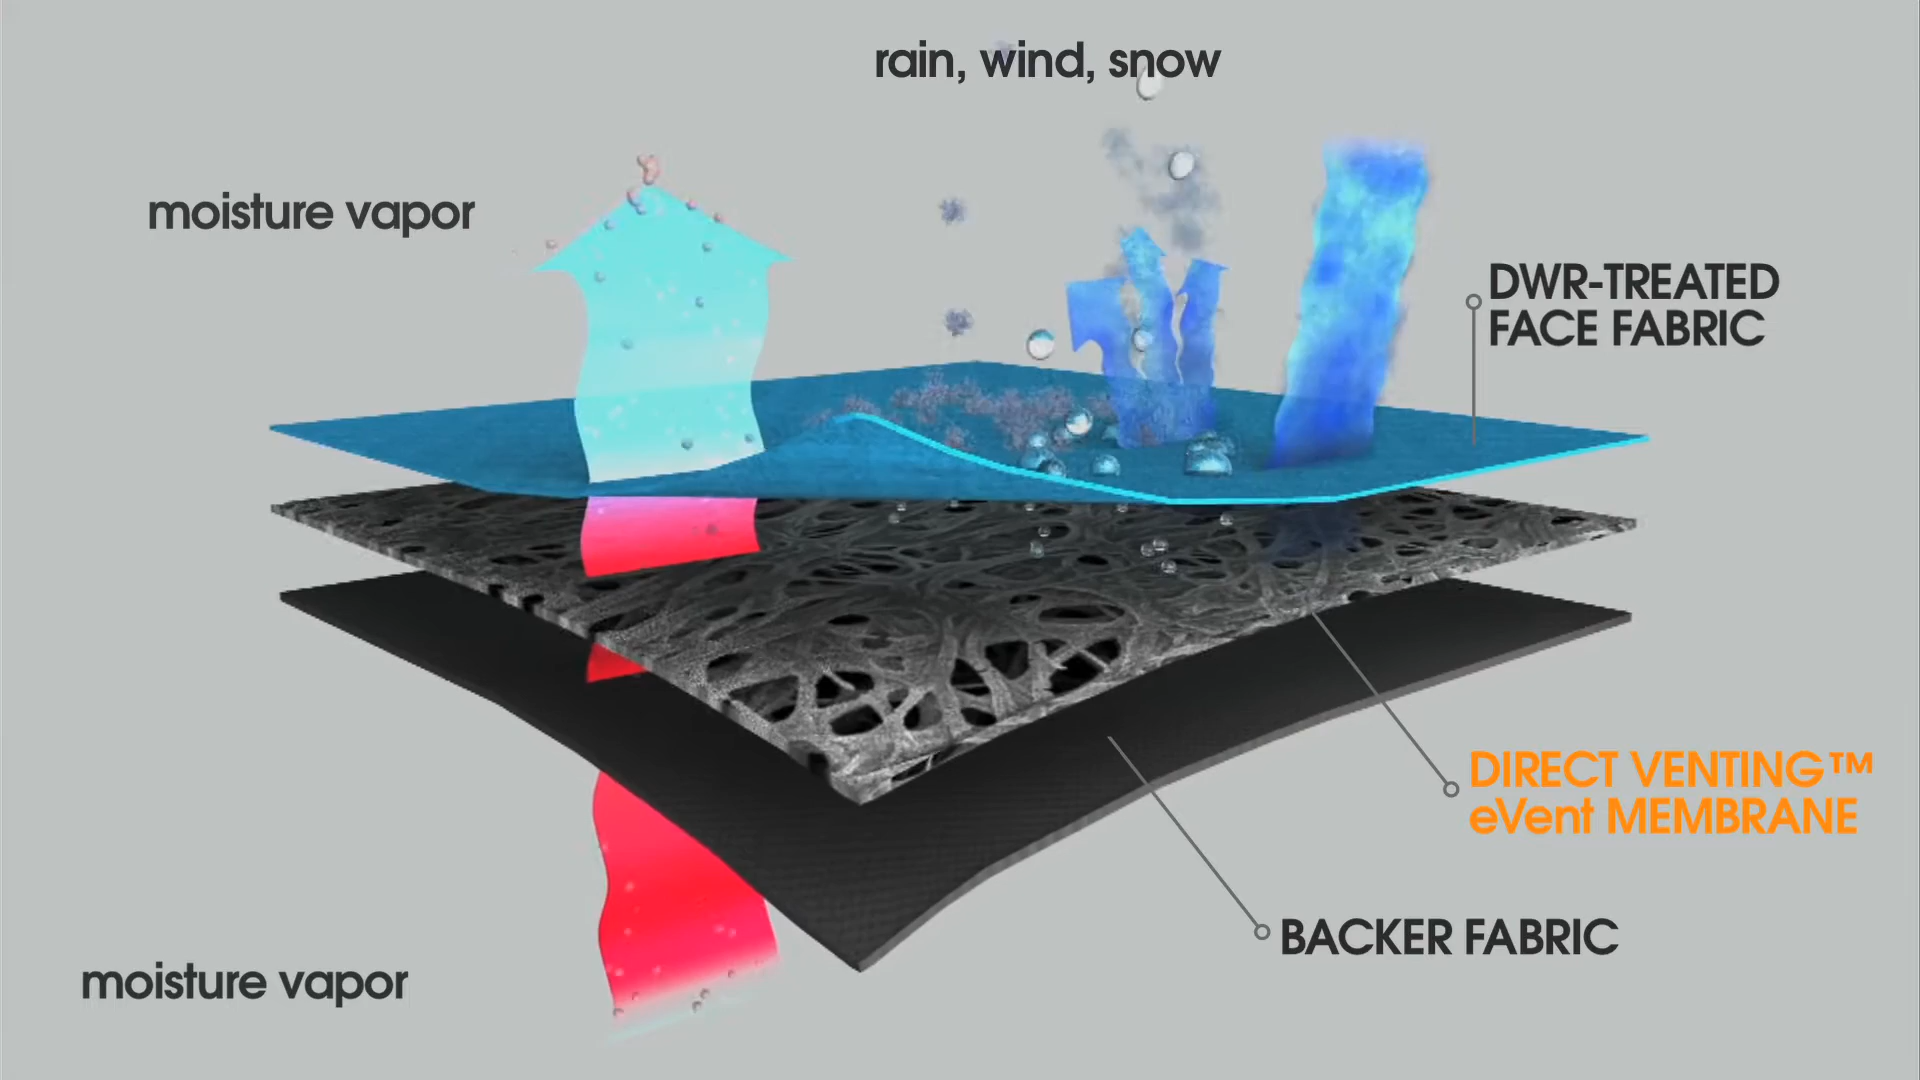 rain, wind, snow
moisture vapor
DWR-TREATED
FACE FABRIC
DIRECT VENTING™
eVent MEMBRANE
BACKER FABRIC
moisture vapor